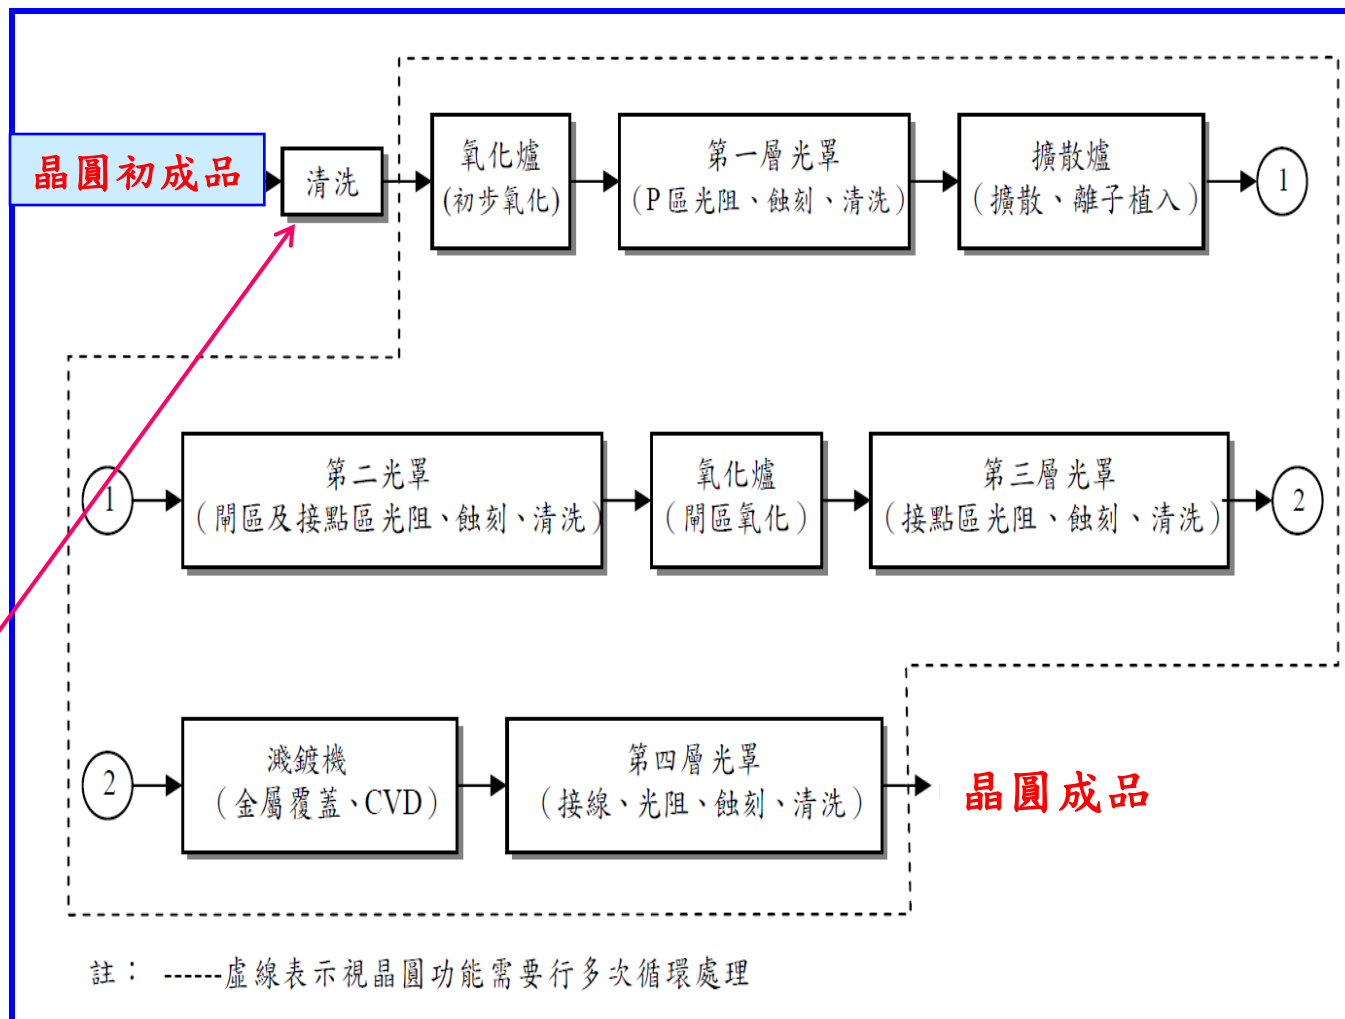 晶圓初成品
清洗
氧化爐
(初步氧化)
第一層光罩
（P區光阻、蝕刻、清洗）
擴散爐
（擴散、離子植入）
1
1
第二光罩
（閘區及接點區光阻、蝕刻、清洗）
氧化爐
（閘區氧化）
第三層光罩
（接點區光阻、蝕刻、清洗）
2
2
濺鍍機
（金屬覆蓋、CVD）
第四層光罩
（接線、光阻、蝕刻、清洗）
晶圓成品
註： ------虛線表示視晶圓功能需要行多次循環處理